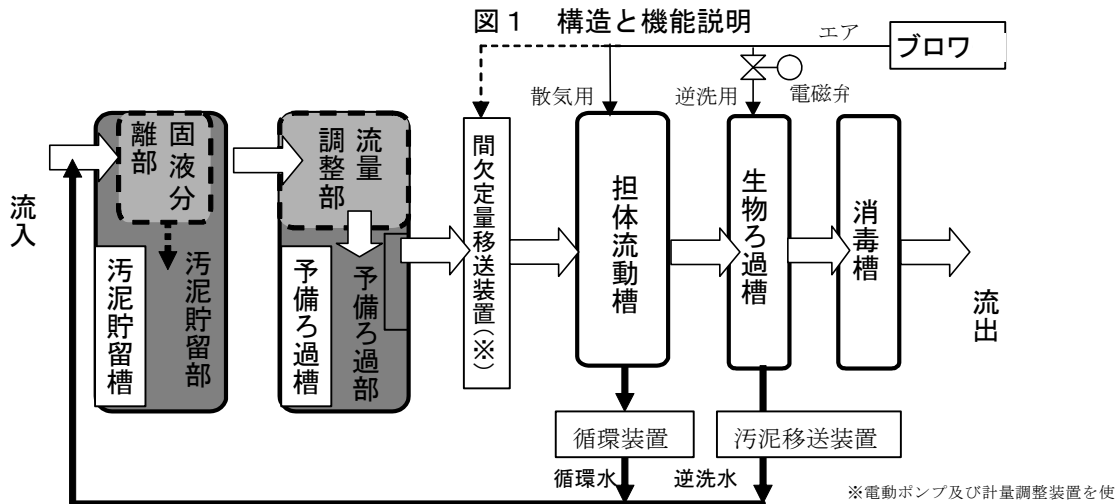 図１　構造と機能説明
エア
ブロワ
散気用
逆洗用
電磁弁
流入
固液分
離部
汚泥貯留部
汚泥貯留槽
流量
調整部
予備ろ過部
予備ろ過槽
間欠定量移送装置(※)
担体流動槽
生物ろ過槽
消毒槽
流出
循環装置
汚泥移送装置
循環水
逆洗水
※電動ポンプ及び計量調整装置を使